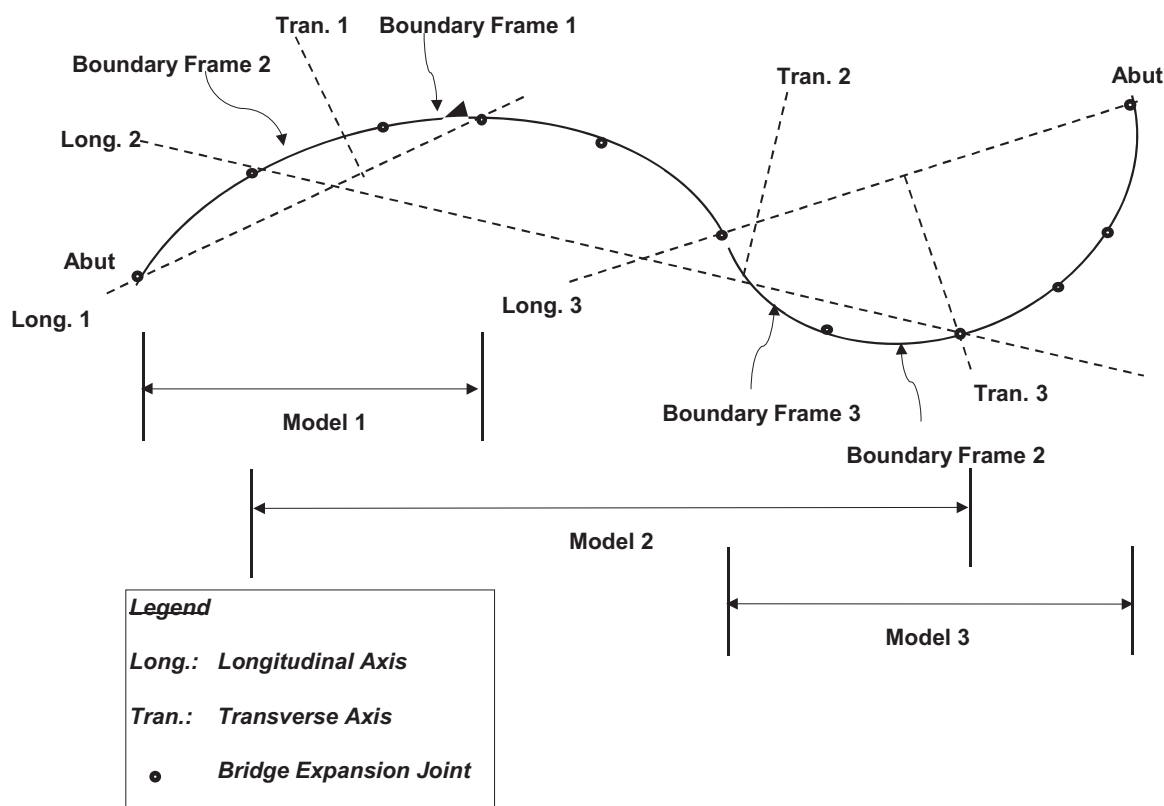 Tran. 1
Boundary Frame 1
Boundary Frame 2
Tran. 2
Abut
Long. 2
Abut
Long. 1
Long. 3
Tran. 3
Boundary Frame 3
Model 1
Boundary Frame 2
Model 2
Model 3
Legend
Long.: Longitudinal Axis
Tran.: Transverse Axis
Bridge Expansion Joint